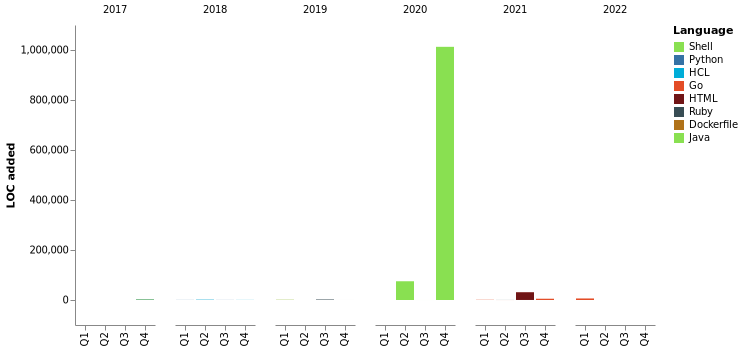 2017 2018 2019 2020 2021 2022
Language
Shell
Python
HCL
Go
HTML
Ruby
Dockerfile
Java
LOC added
1,000,000
800,000
600,000
400,000
200,000
0
Q1 Q2 Q3 Q4 Q1 Q2 Q3 Q4 Q1 Q2 Q3 Q4 Q1 Q2 Q3 Q4 Q1 Q2 Q3 Q4 Q1 Q2 Q3 Q4